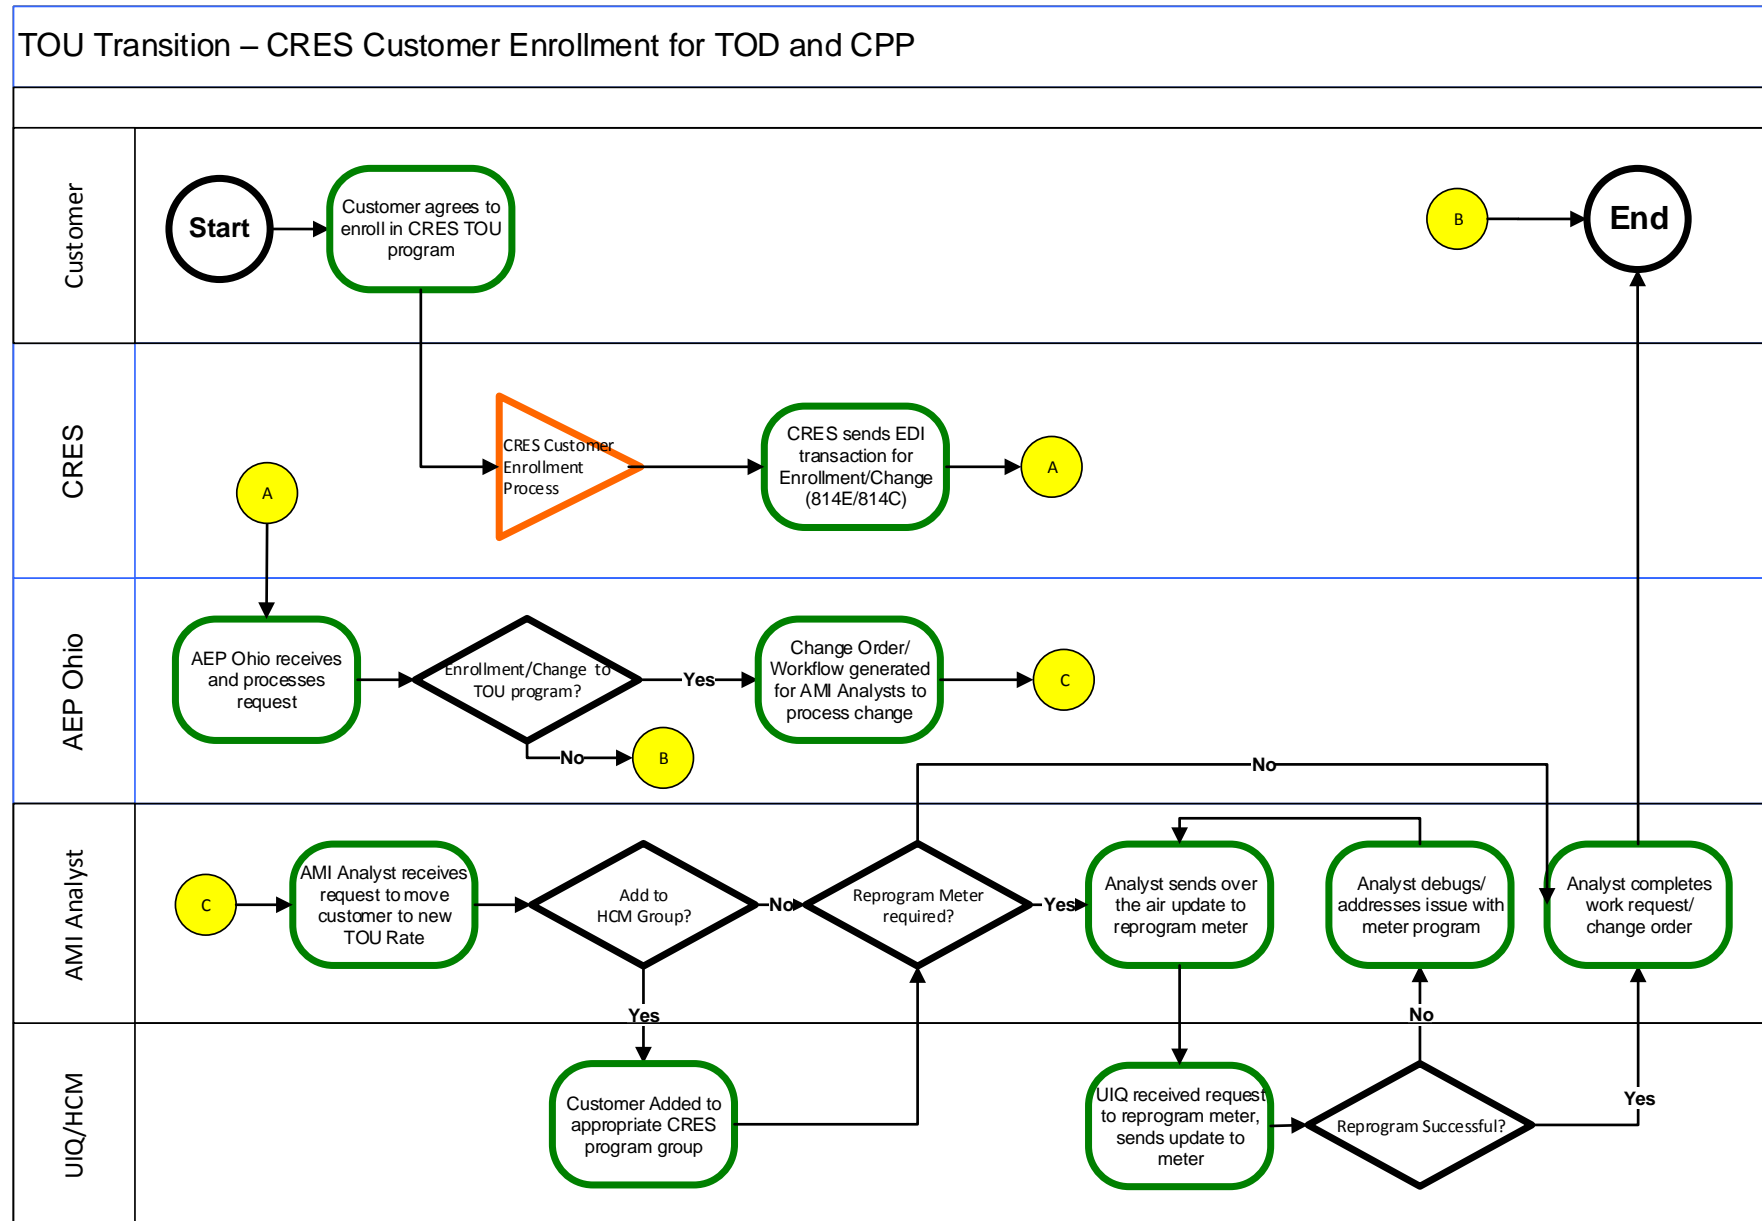 TOU Transition – CRES Customer Enrollment for TOD and CPP
Customer
Start
Customer agrees to
enroll in CRES TOU
program
B
End
CRES
CRES Customer
Enrollment
Process
CRES sends EDI
transaction for
Enrollment/Change
(814E/814C)
A
A
AEP Ohio
AEP Ohio receives
and processes
request
Enrollment/Change to
TOU program?
Yes
No
B
Change Order/
Workflow generated
for AMI Analysts to
process change
C
No
AMI Analyst
C
AMI Analyst receives
request to move
customer to new
TOU Rate
Add to
HCM Group?
No
Yes
Reprogram Meter
required?
Yes
Analyst sends over
the air update to
reprogram meter
Analyst debugs/
addresses issue with
meter program
Analyst completes
work request/
change order
No
UIQ/HCM
Customer Added to
appropriate CRES
program group
UIQ received request
to reprogram meter,
sends update to
meter
Reprogram Successful?
Yes